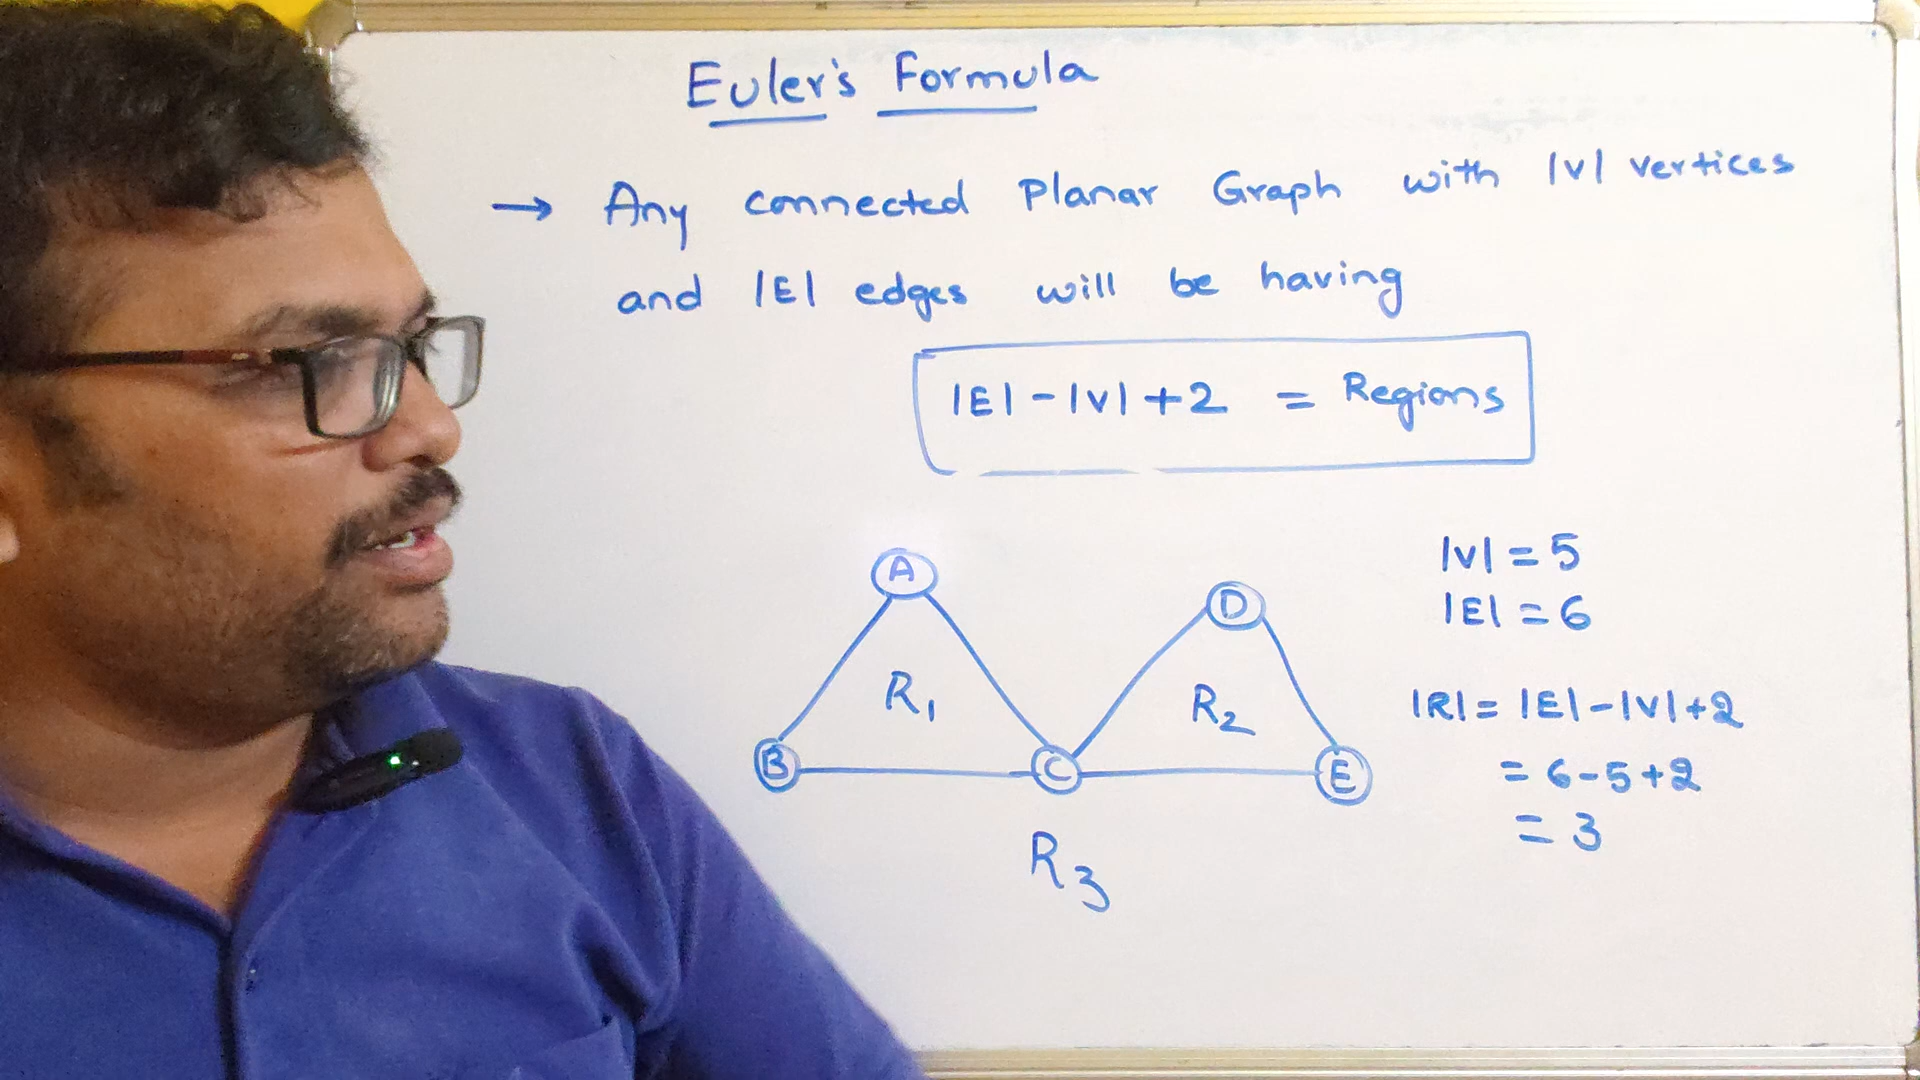 Euler's Formula
→ Any connected Planar Graph with |v| vertices
and |E| edges will be having
|E| - |v| + 2 = Regions
A
D
|v| = 5
|E| = 6
R₁
R₂
|R| = |E| - |v| + 2
B
C
E
= 6 - 5 + 2
= 3
R₃